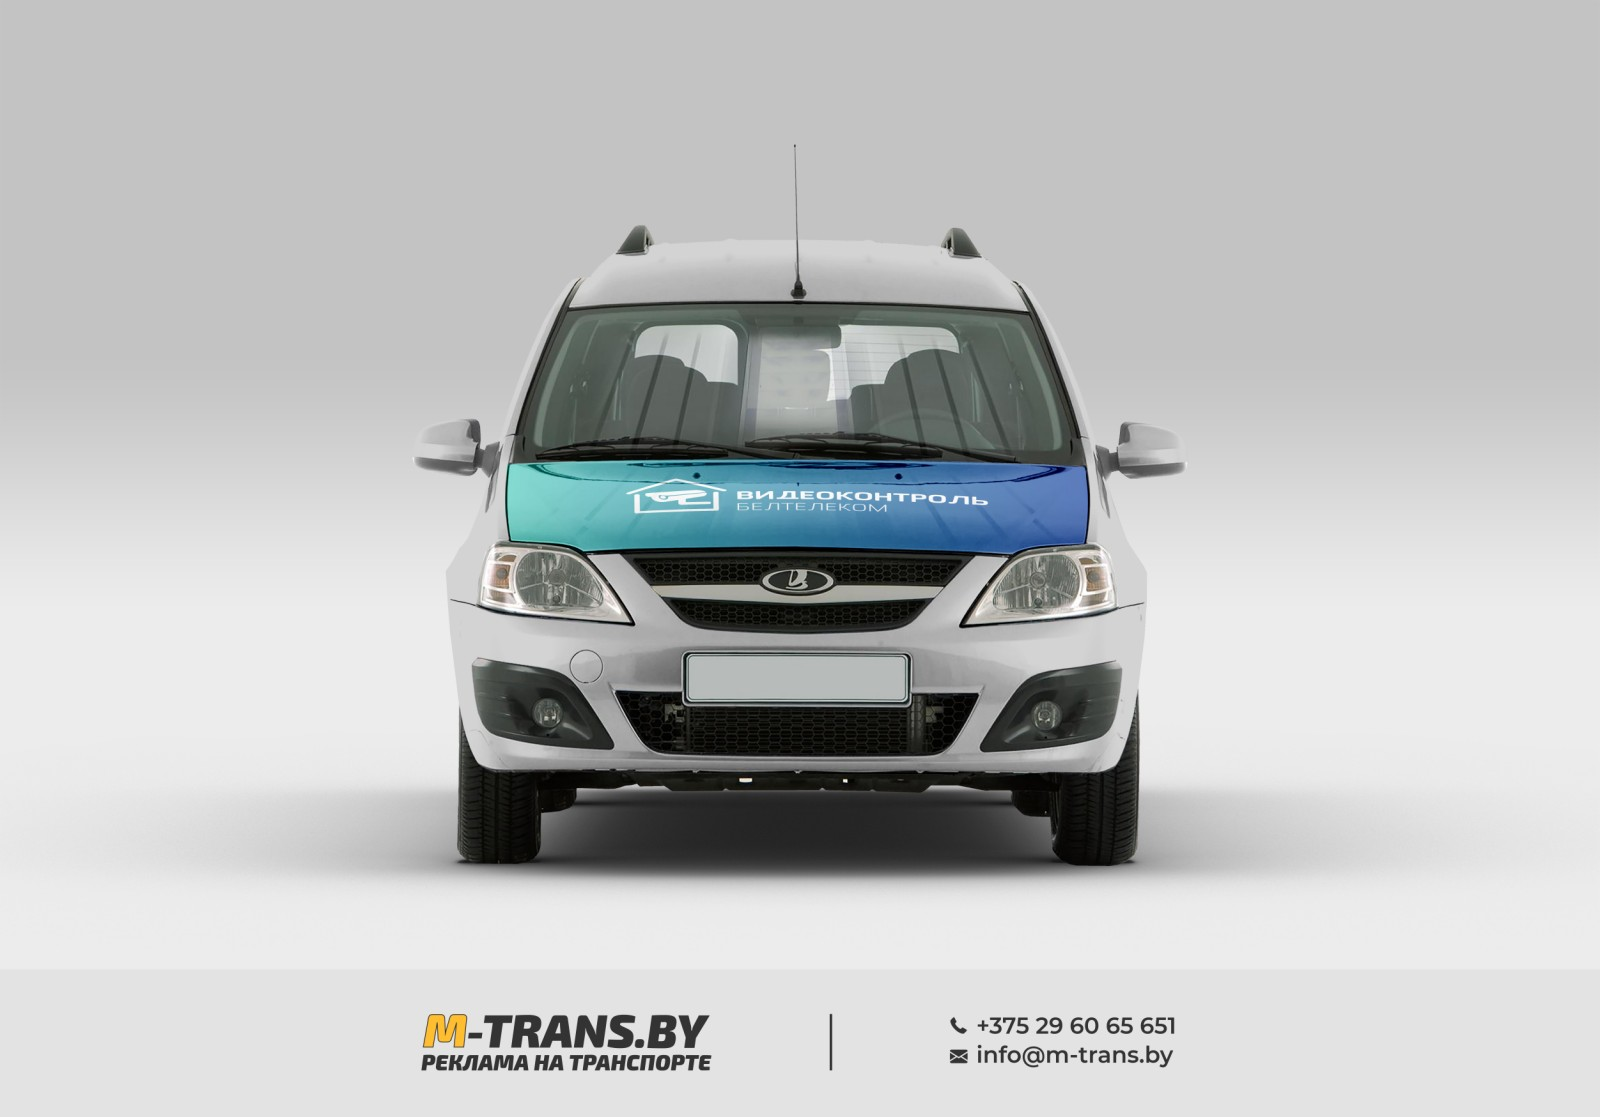 ВИДЕОКОНТРОЛЬ
БЕЛТЕЛЕКОМ
M-TRANS.BY
РЕКЛАМА НА ТРАНСПОРТЕ
+375 29 60 65 651
info@m-trans.by